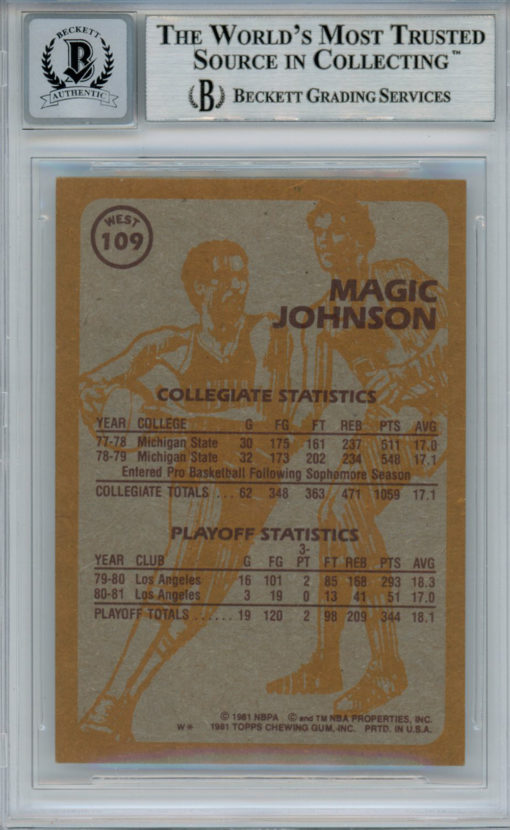 BECKETT
B
AUTHENTIC
THE WORLD'S MOST TRUSTED
SOURCE IN COLLECTING™
B BECKETT GRADING SERVICES
WEST
109
MAGIC
JOHNSON
COLLEGIATE STATISTICS
YEAR COLLEGE G FG FT REB PTS AVG
77-78 Michigan State 30 175 161 237 511 17.0
78-79 Michigan State 32 173 202 234 548 17.1
Entered Pro Basketball Following Sophomore Season
COLLEGIATE TOTALS . . . 62 348 363 471 1059 17.1
PLAYOFF STATISTICS
3-
YEAR CLUB G FG PT FT REB PTS AVG
79-80 Los Angeles 16 101 2 85 168 293 18.3
80-81 Los Angeles 3 19 0 13 41 51 17.0
PLAYOFF TOTALS . . . . . . 19 120 2 98 209 344 18.1
© 1981 NBPA © and TM NBA PROPERTIES, INC.
W* 1981 TOPPS CHEWING GUM, INC. PRTD. IN U.S.A.